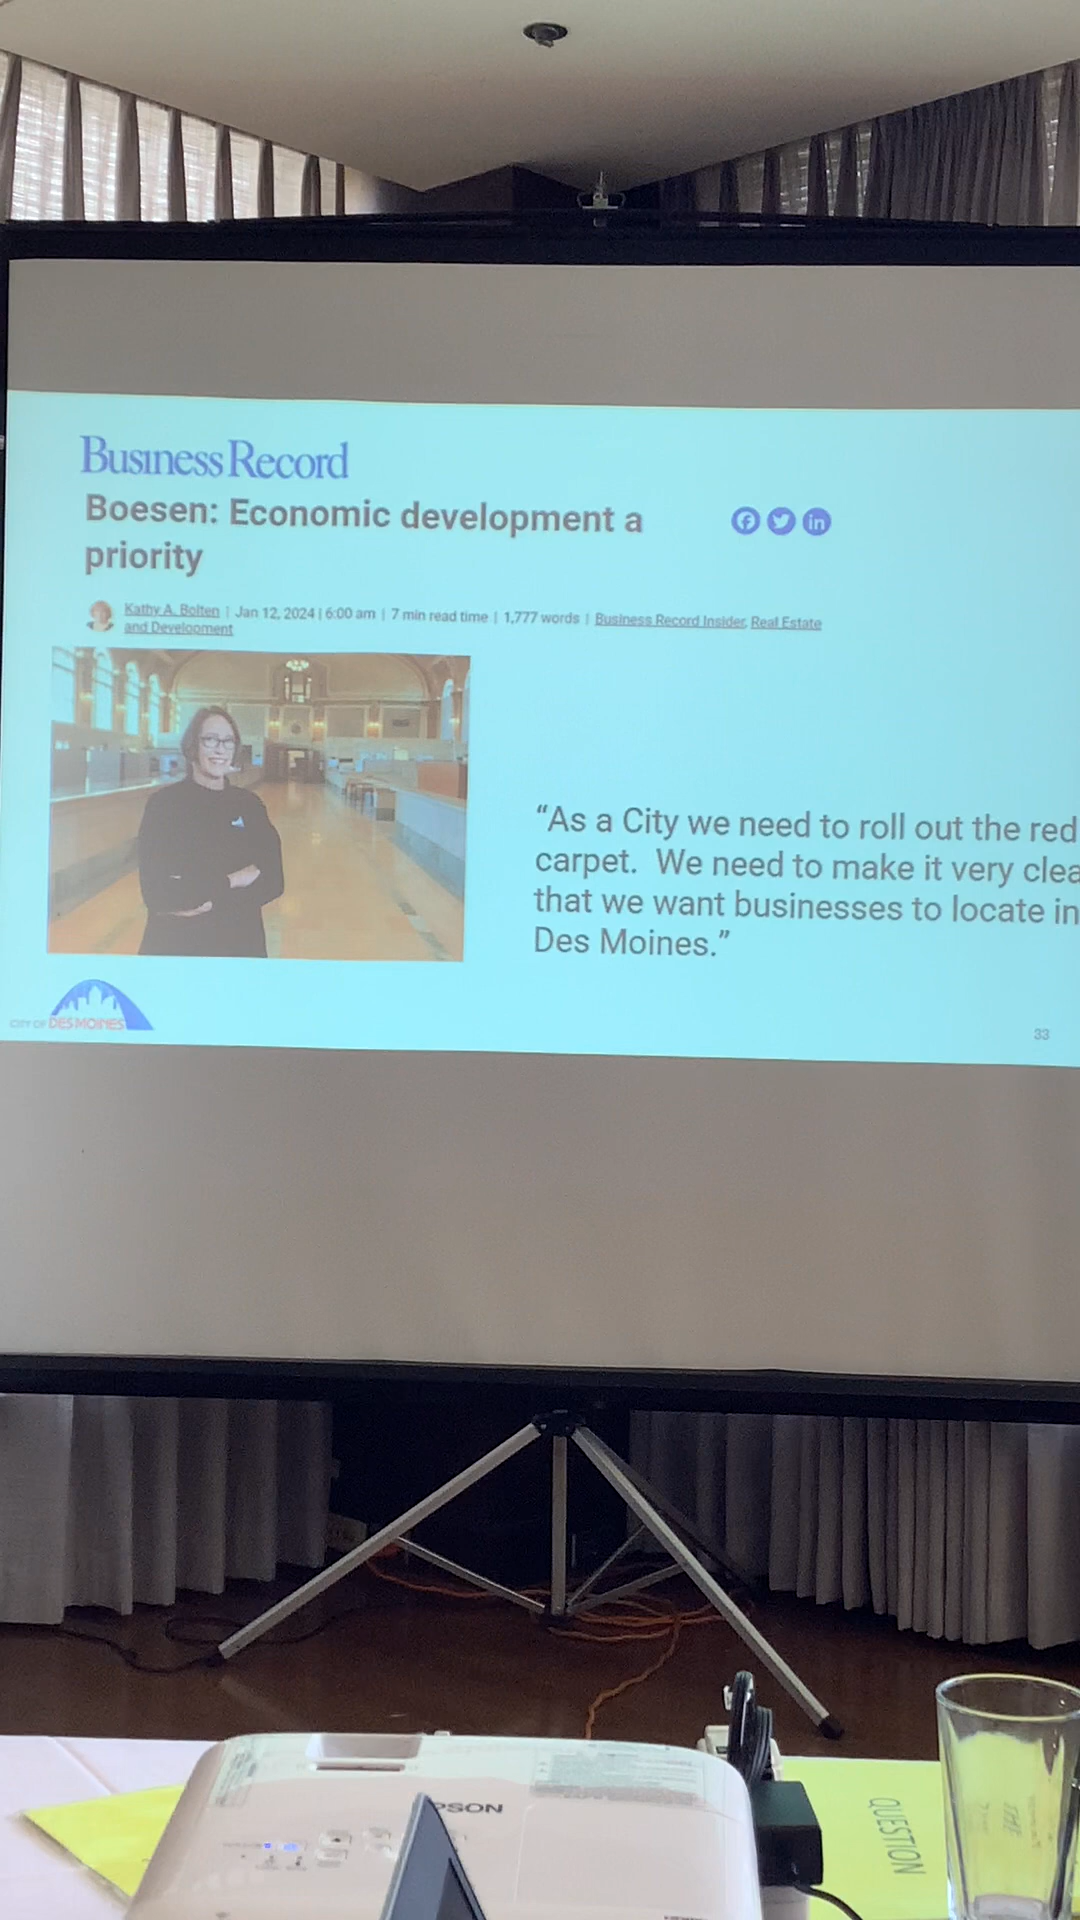 Business Record
Boesen: Economic development a
priority
Kathy A. Bolten | Jan 12, 2024 | 6:00 am | 7 min read time | 1,777 words | Business Record Insider, Real Estate
and Development
“As a City we need to roll out the red
carpet. We need to make it very clea
that we want businesses to locate in
Des Moines.”
CITY OF DES MOINES
33
PSON
QUESTION